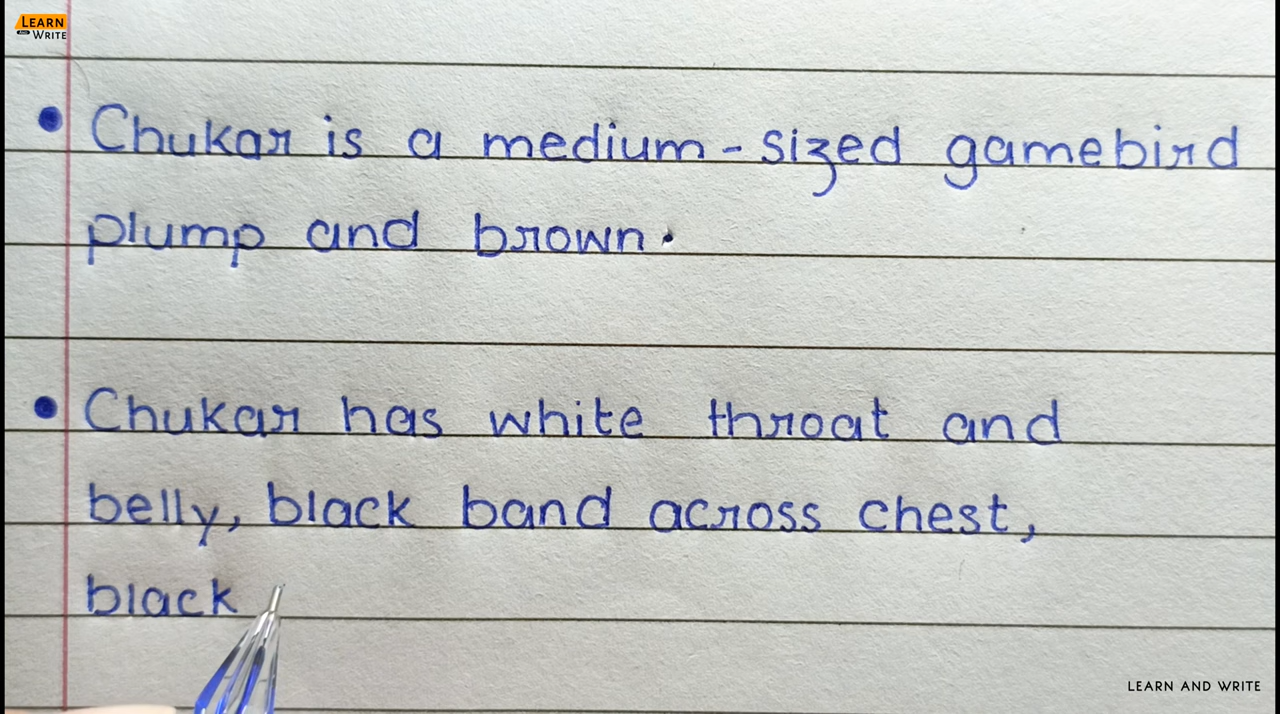 LEARN
AND WRITE
• Chukar is a medium-sized gamebird
plump and brown.
• Chukar has white throat and
belly, black band across chest,
black
LEARN AND WRITE